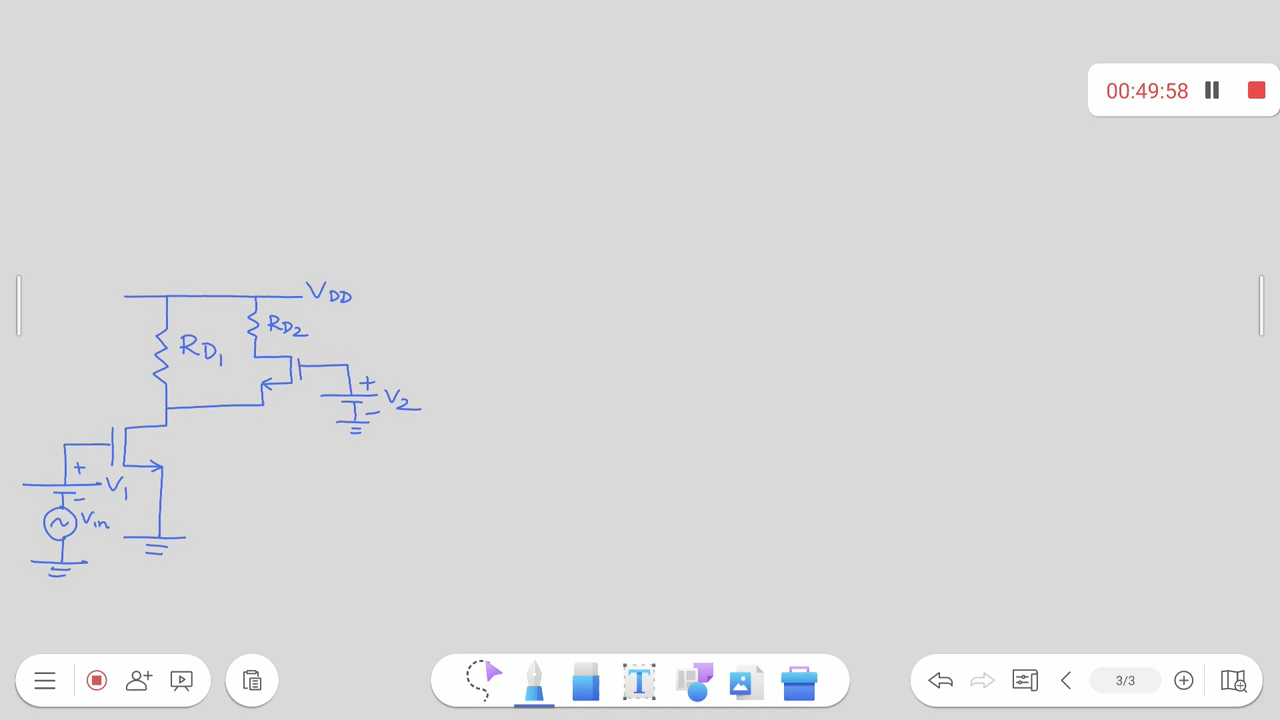 00:49:58
VDD
RD2
RD1
+
V2
−
+
V1
−
Vin
T
3/3